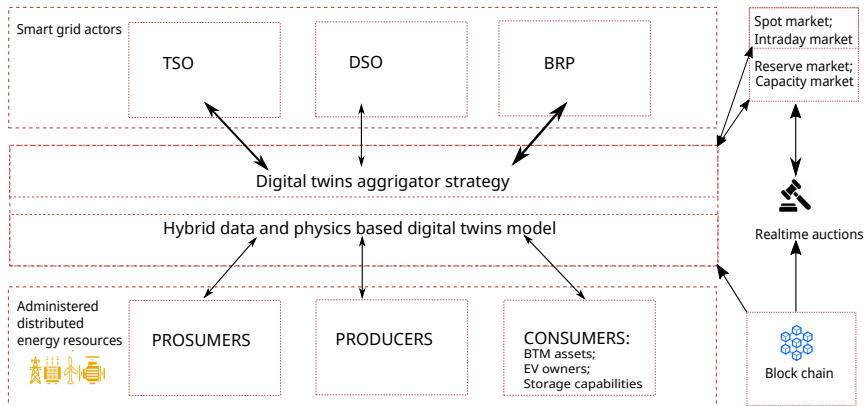 Smart grid actors
TSO
DSO
BRP
Spot market;
Intraday market
Reserve market;
Capacity market
Digital twins aggrigator strategy
Hybrid data and physics based digital twins model
Realtime auctions
Administered
distributed
energy resources
PROSUMERS
PRODUCERS
CONSUMERS:
BTM assets;
EV owners;
Storage capabilities
Block chain